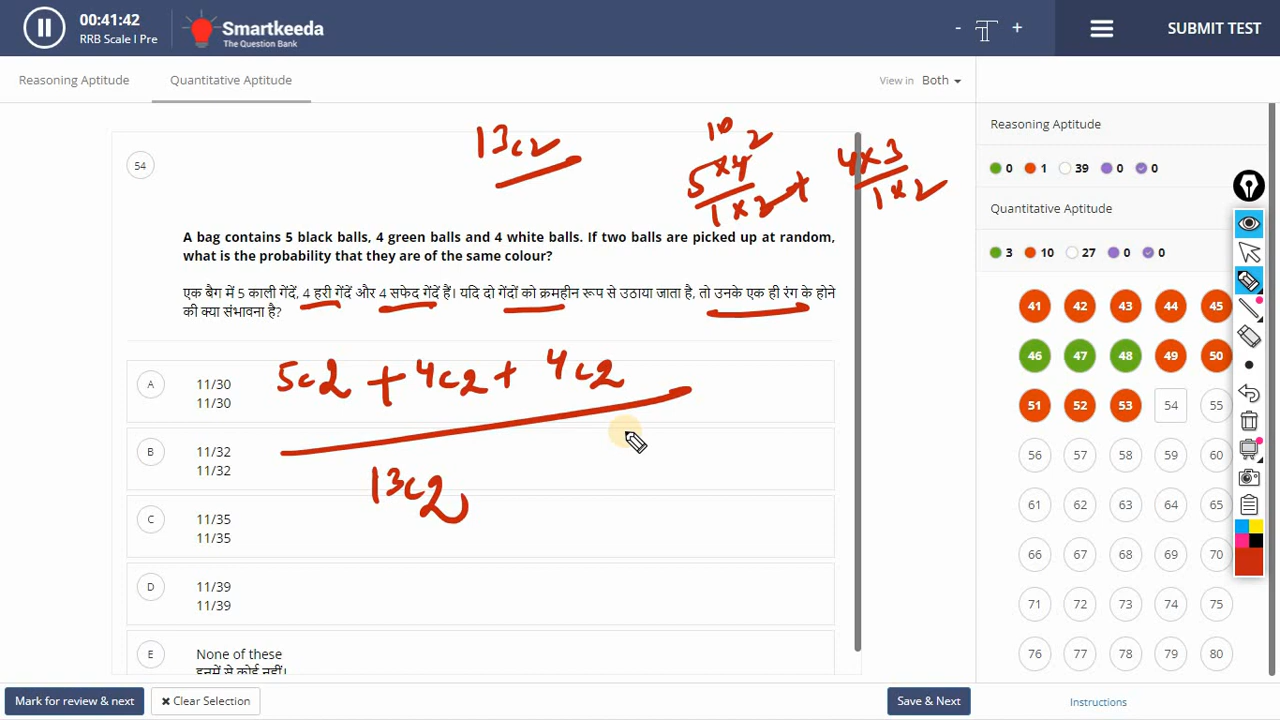 00:41:42
RRB Scale I Pre
Smartkeeda
The Question Bank
- T +
SUBMIT TEST
Reasoning Aptitude
Quantitative Aptitude
View in Both
54
13c2
10 2
5×4
1×2
+
4×3
1×2
A bag contains 5 black balls, 4 green balls and 4 white balls. If two balls are picked up at random,
what is the probability that they are of the same colour?
एक बैग में 5 काली गेंदें, 4 हरी गेंदें और 4 सफेद गेंदें हैं। यदि दो गेंदों को क्रमहीन रूप से उठाया जाता है, तो उनके एक ही रंग के होने
की क्या संभावना है?
5c2 + 4c2 + 4c2
13c2
A
11/30
11/30
B
11/32
11/32
C
11/35
11/35
D
11/39
11/39
E
None of these
इनमें से कोई नहीं।
Mark for review & next
Clear Selection
Save & Next
Reasoning Aptitude
0 1 39 0 0
Quantitative Aptitude
3 10 27 0 0
41 42 43 44 45
46 47 48 49 50
51 52 53 54 55
56 57 58 59 60
61 62 63 64 65
66 67 68 69 70
71 72 73 74 75
76 77 78 79 80
Instructions